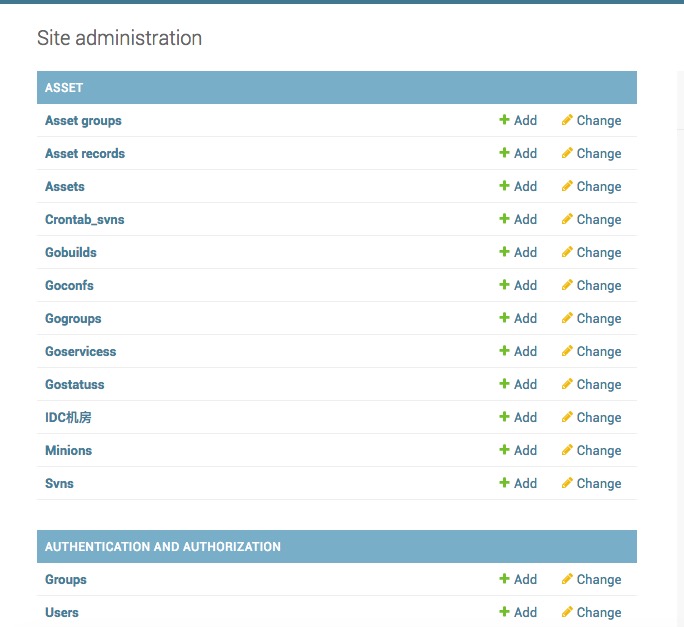 Site administration
ASSET
Asset groups Add Change
Asset records Add Change
Assets Add Change
Crontab_svns Add Change
Gobuilds Add Change
Goconfs Add Change
Gogroups Add Change
Goservicess Add Change
Gostatuss Add Change
IDC机房 Add Change
Minions Add Change
Svns Add Change
AUTHENTICATION AND AUTHORIZATION
Groups Add Change
Users Add Change